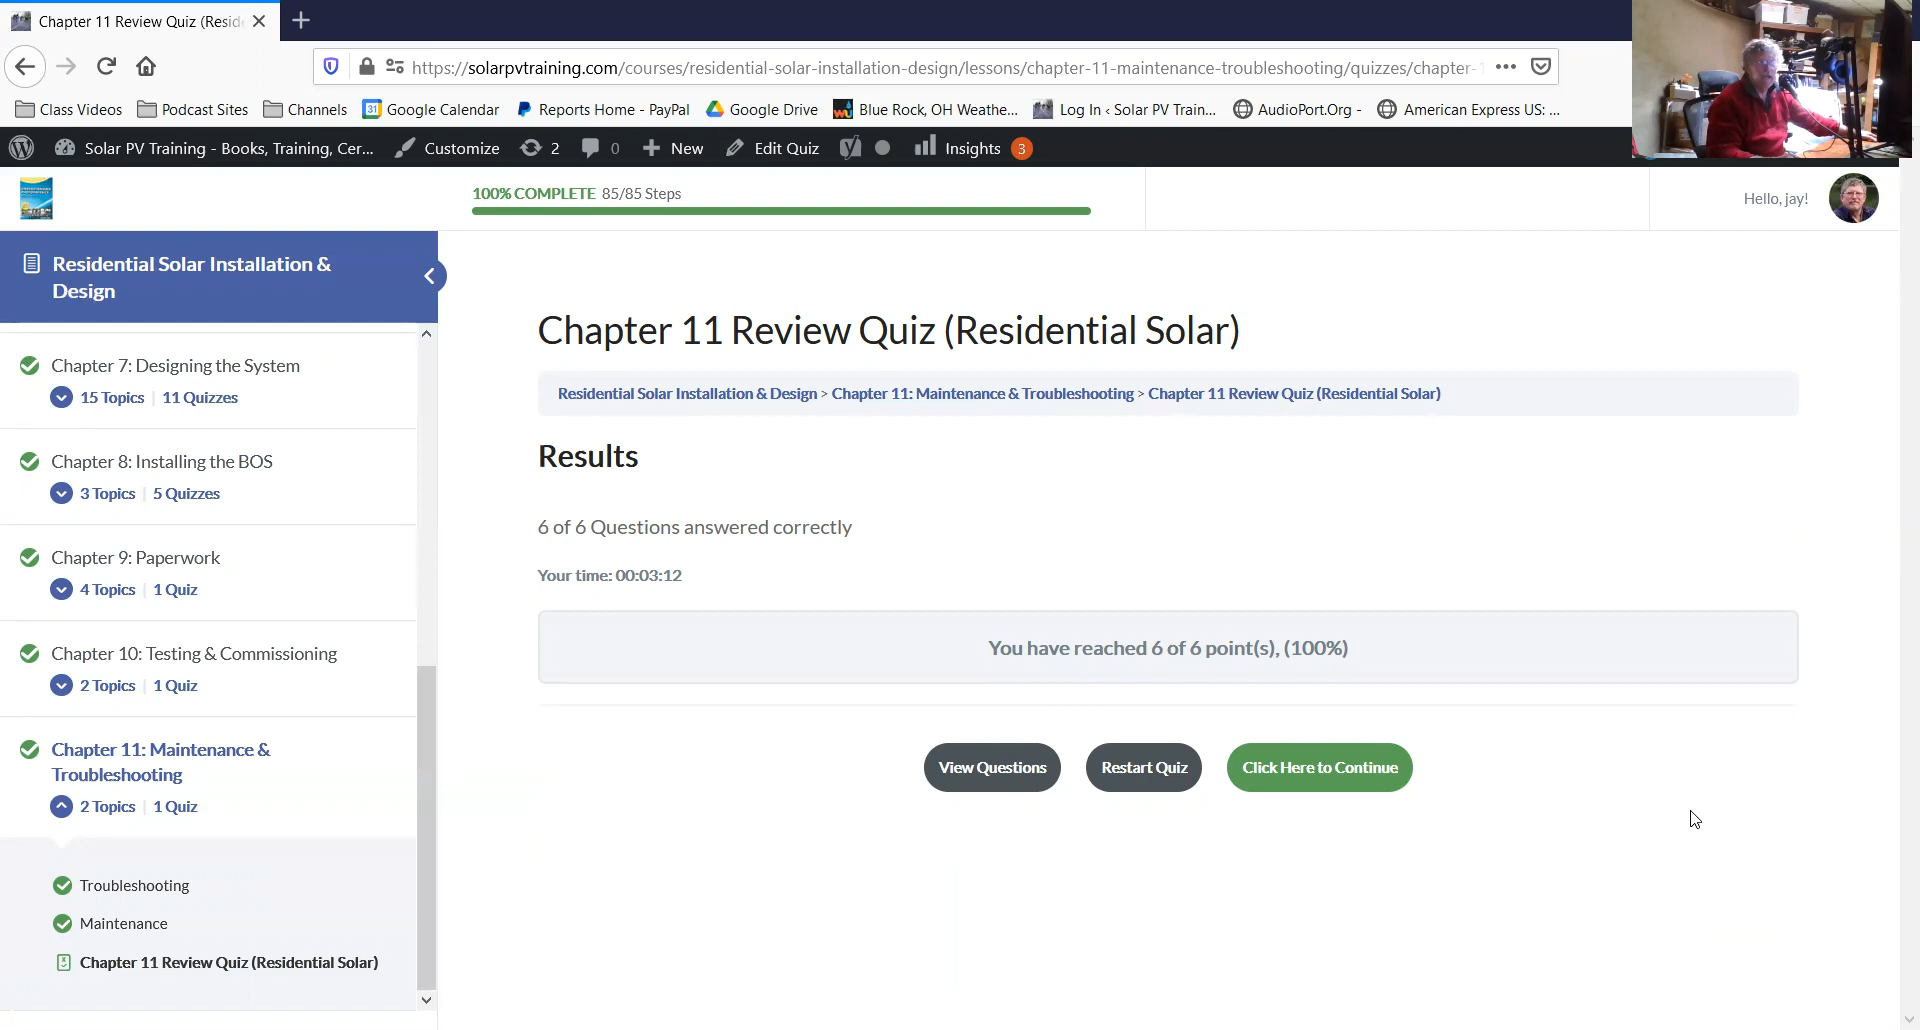 Chapter 11 Review Quiz (Resid
https://solarpvtraining.com/courses/residential-solar-installation-design/lessons/chapter-11-maintenance-troubleshooting/quizzes/chapter-
Class Videos Podcast Sites Channels 31 Google Calendar Reports Home - PayPal Google Drive Blue Rock, OH Weathe... Log In ‹ Solar PV Train... AudioPort.Org - American Express US: ...
Solar PV Training - Books, Training, Cer... Customize 2 0 New Edit Quiz Insights 3
100% COMPLETE 85/85 Steps
Hello, jay!
Residential Solar Installation &
Design
Chapter 7: Designing the System
15 Topics | 11 Quizzes
Chapter 8: Installing the BOS
3 Topics | 5 Quizzes
Chapter 9: Paperwork
4 Topics | 1 Quiz
Chapter 10: Testing & Commissioning
2 Topics | 1 Quiz
Chapter 11: Maintenance &
Troubleshooting
2 Topics | 1 Quiz
Troubleshooting
Maintenance
Chapter 11 Review Quiz (Residential Solar)
Chapter 11 Review Quiz (Residential Solar)
Residential Solar Installation & Design > Chapter 11: Maintenance & Troubleshooting > Chapter 11 Review Quiz (Residential Solar)
Results
6 of 6 Questions answered correctly
Your time: 00:03:12
You have reached 6 of 6 point(s), (100%)
View Questions Restart Quiz Click Here to Continue